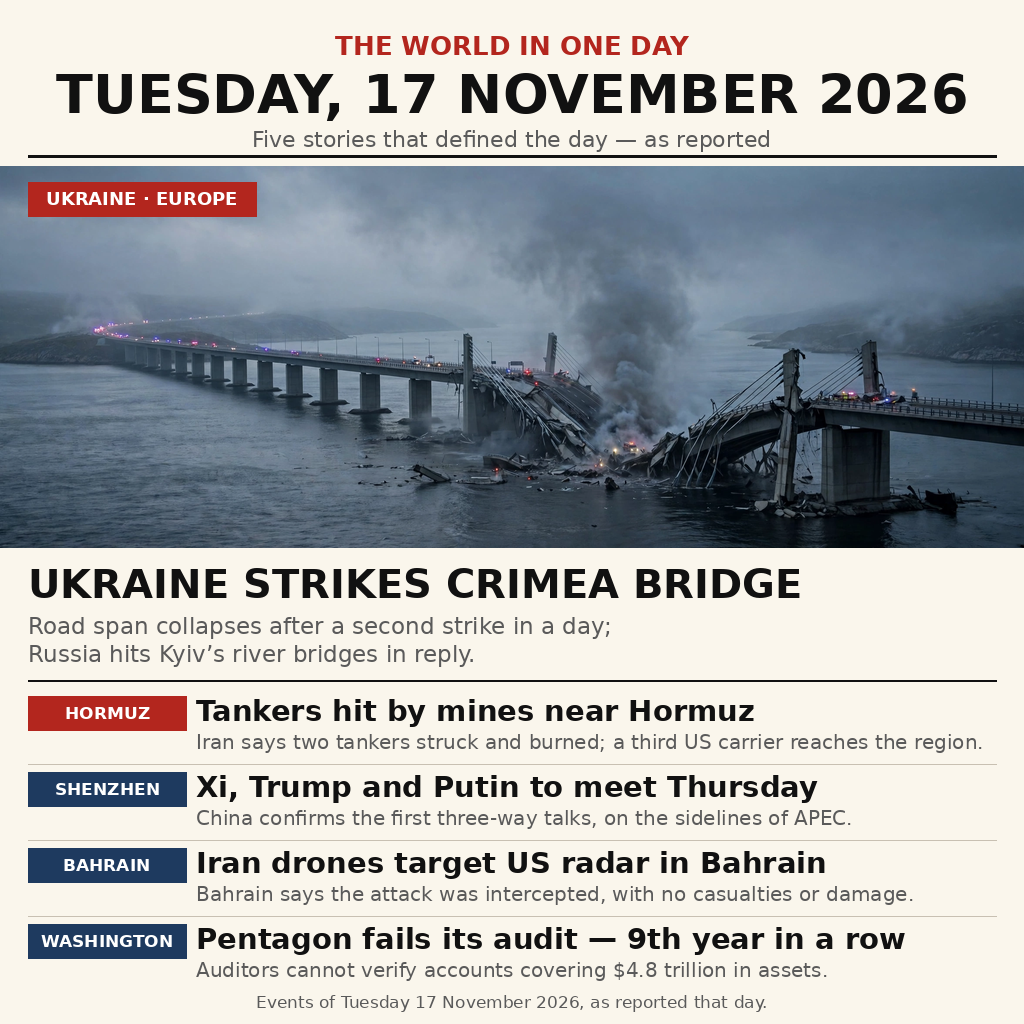 THE WORLD IN ONE DAY
TUESDAY, 17 NOVEMBER 2026
Five stories that defined the day — as reported
UKRAINE · EUROPE
UKRAINE STRIKES CRIMEA BRIDGE
Road span collapses after a second strike in a day;
Russia hits Kyiv’s river bridges in reply.
HORMUZ
Tankers hit by mines near Hormuz
Iran says two tankers struck and burned; a third US carrier reaches the region.
SHENZHEN
Xi, Trump and Putin to meet Thursday
China confirms the first three-way talks, on the sidelines of APEC.
BAHRAIN
Iran drones target US radar in Bahrain
Bahrain says the attack was intercepted, with no casualties or damage.
WASHINGTON
Pentagon fails its audit — 9th year in a row
Auditors cannot verify accounts covering $4.8 trillion in assets.
Events of Tuesday 17 November 2026, as reported that day.